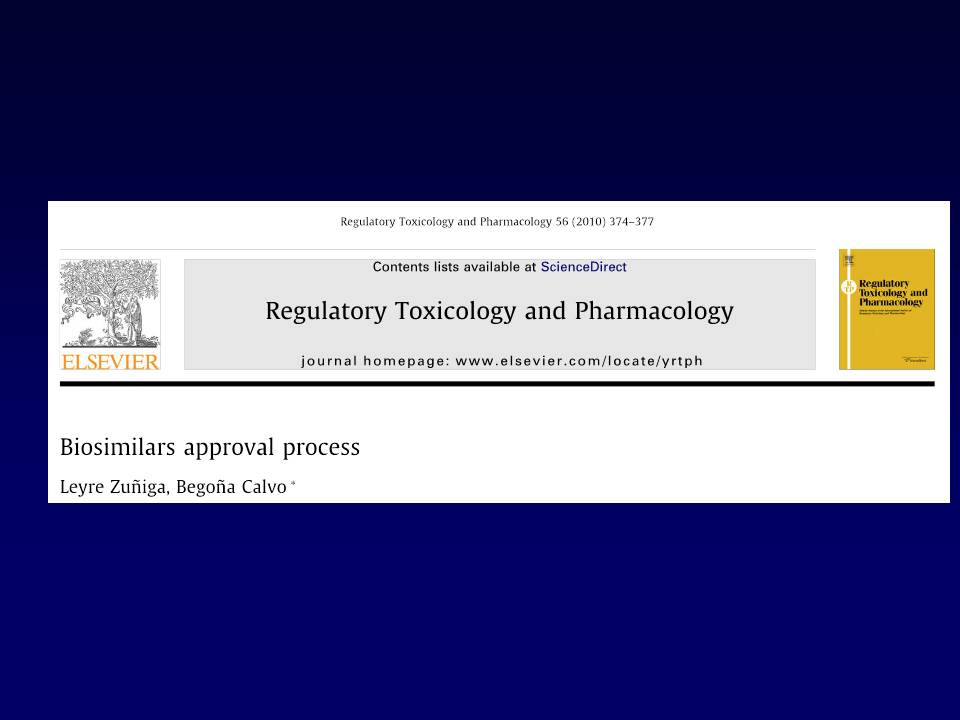 Regulatory Toxicology and Pharmacology 56 (2010) 374–377
Contents lists available at ScienceDirect
Regulatory Toxicology and Pharmacology
journal homepage: www.elsevier.com/locate/yrtph
ELSEVIER
Regulatory
Toxicology and
Pharmacology
Biosimilars approval process
Leyre Zuñiga, Begoña Calvo *